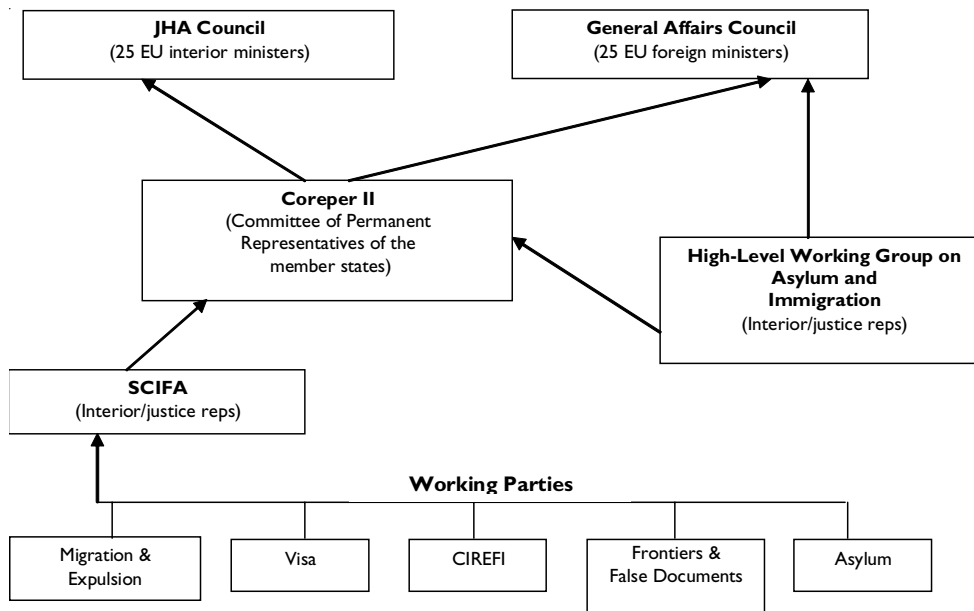 JHA Council
(25 EU interior ministers)
General Affairs Council
(25 EU foreign ministers)
Coreper II
(Committee of Permanent
Representatives of the
member states)
High-Level Working Group on
Asylum and
Immigration
(Interior/justice reps)
SCIFA
(Interior/justice reps)
Working Parties
Migration &
Expulsion
Visa
CIREFI
Frontiers &
False Documents
Asylum